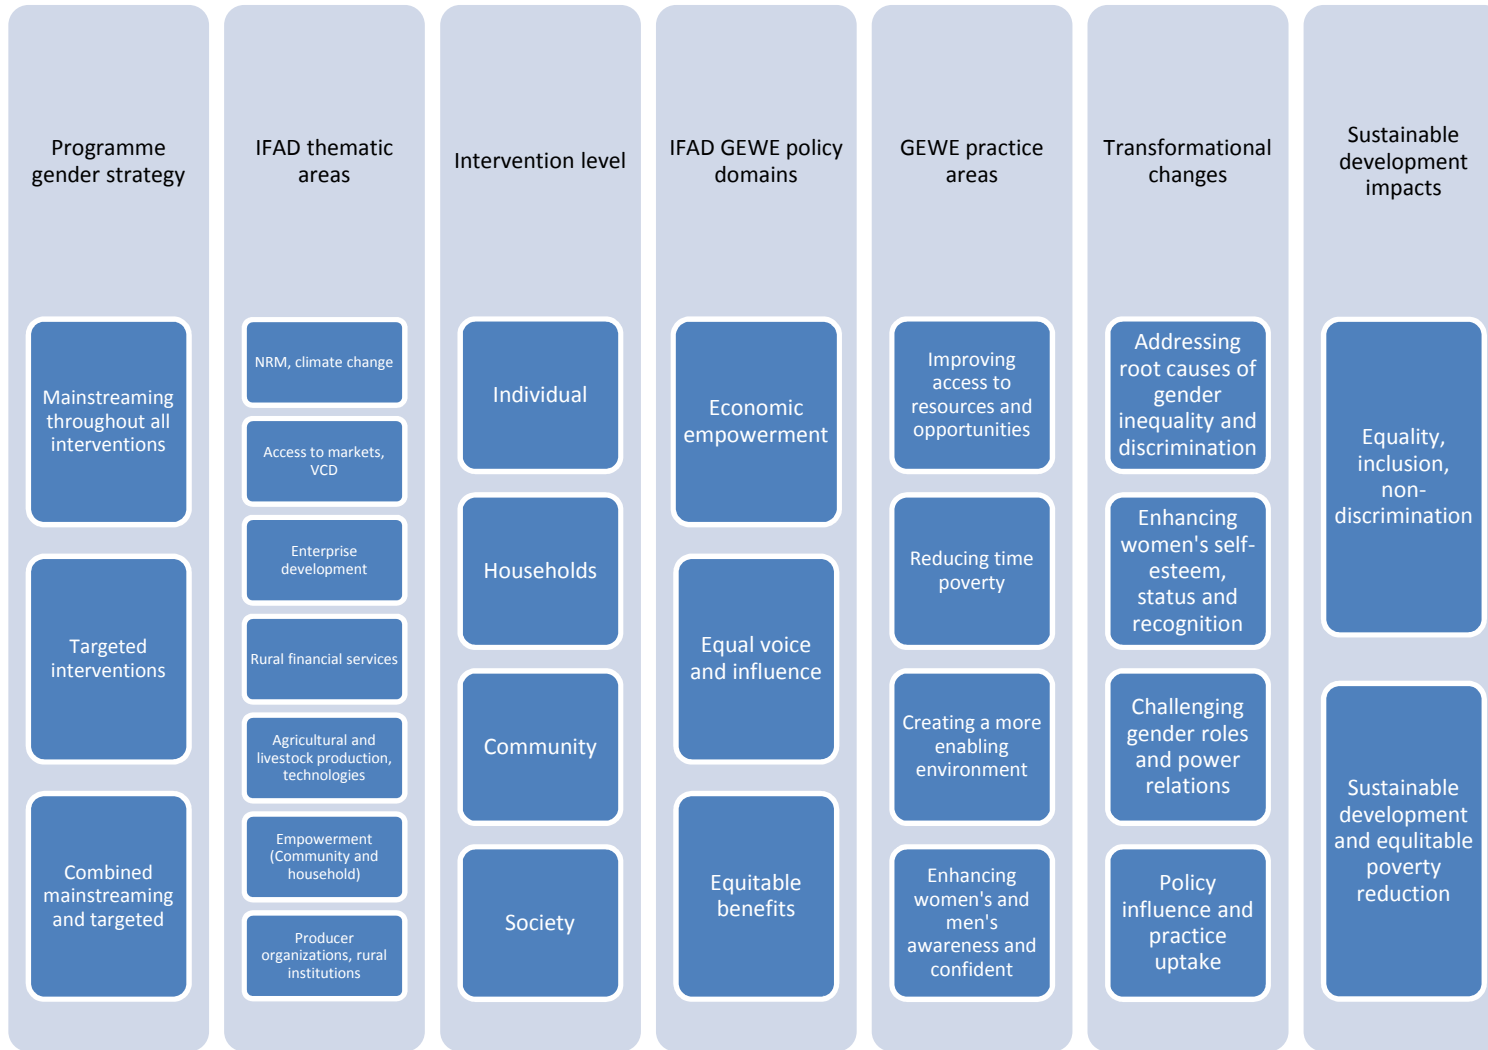 Programme
gender strategy
Mainstreaming
throughout all
interventions
Targeted
interventions
Combined
mainstreaming
and targeted
IFAD thematic
areas
NRM, climate change
Access to markets,
VCD
Enterprise
development
Rural financial services
Agricultural and
livestock production,
technologies
Empowerment
(Community and
household)
Producer
organizations, rural
institutions
Intervention level
Individual
Households
Community
Society
IFAD GEWE policy
domains
Economic
empowerment
Equal voice
and influence
Equitable
benefits
GEWE practice
areas
Improving
access to
resources and
opportunities
Reducing time
poverty
Creating a more
enabling
environment
Enhancing
women's and
men's
awareness and
confident
Transformational
changes
Addressing
root causes of
gender
inequality and
discrimination
Enhancing
women's self-
esteem,
status and
recognition
Challenging
gender roles
and power
relations
Policy
influence and
practice
uptake
Sustainable
development
impacts
Equality,
inclusion,
non-
discrimination
Sustainable
development
and equlitable
poverty
reduction